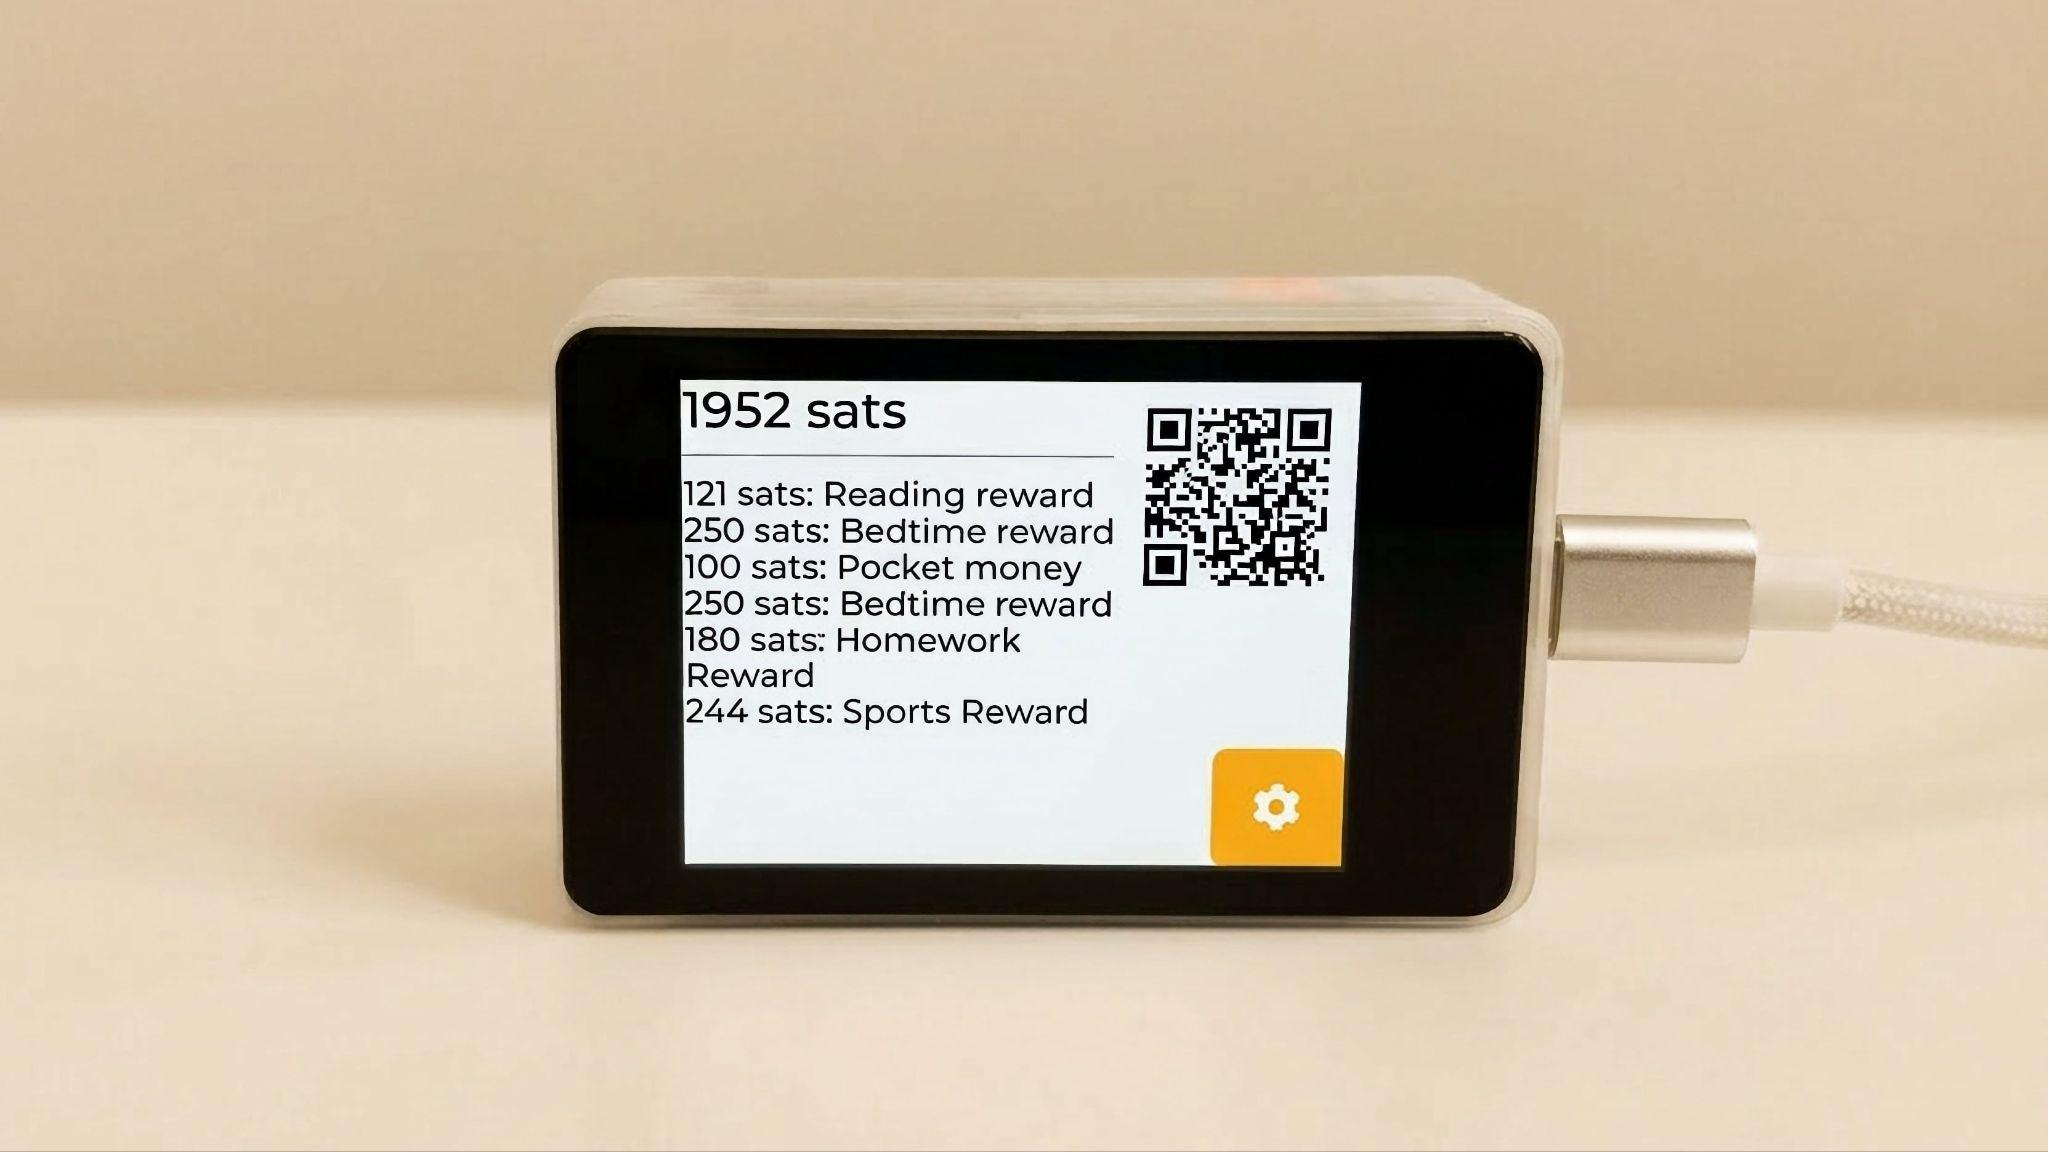 1952 sats
121 sats: Reading reward
250 sats: Bedtime reward
100 sats: Pocket money
250 sats: Bedtime reward
180 sats: Homework
Reward
244 sats: Sports Reward